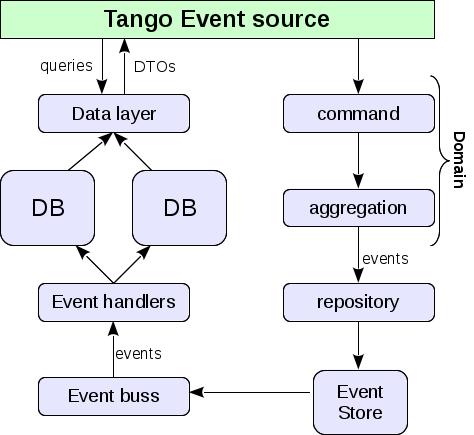 Tango Event source
queries
DTOs
Data layer
command
Domain
DB
DB
aggregation
events
Event handlers
repository
events
Event buss
Event
Store